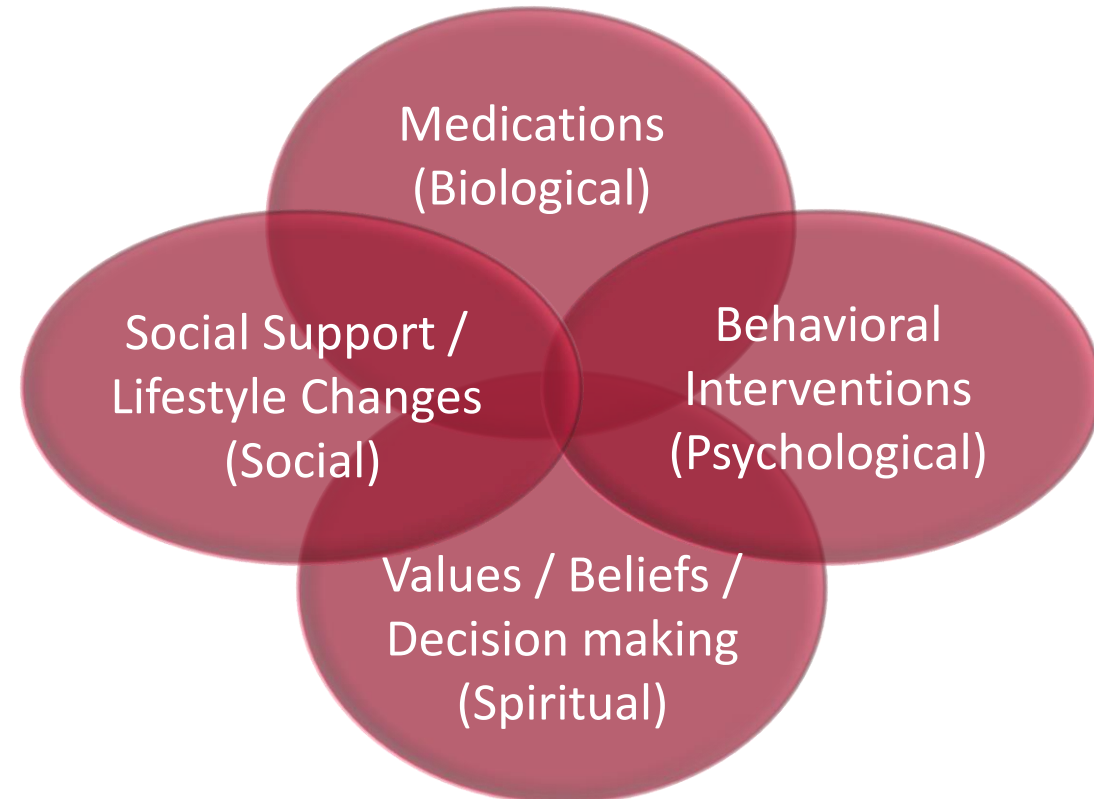 Medications
(Biological)
Social Support /
Lifestyle Changes
(Social)
Behavioral
Interventions
(Psychological)
Values / Beliefs /
Decision making
(Spiritual)